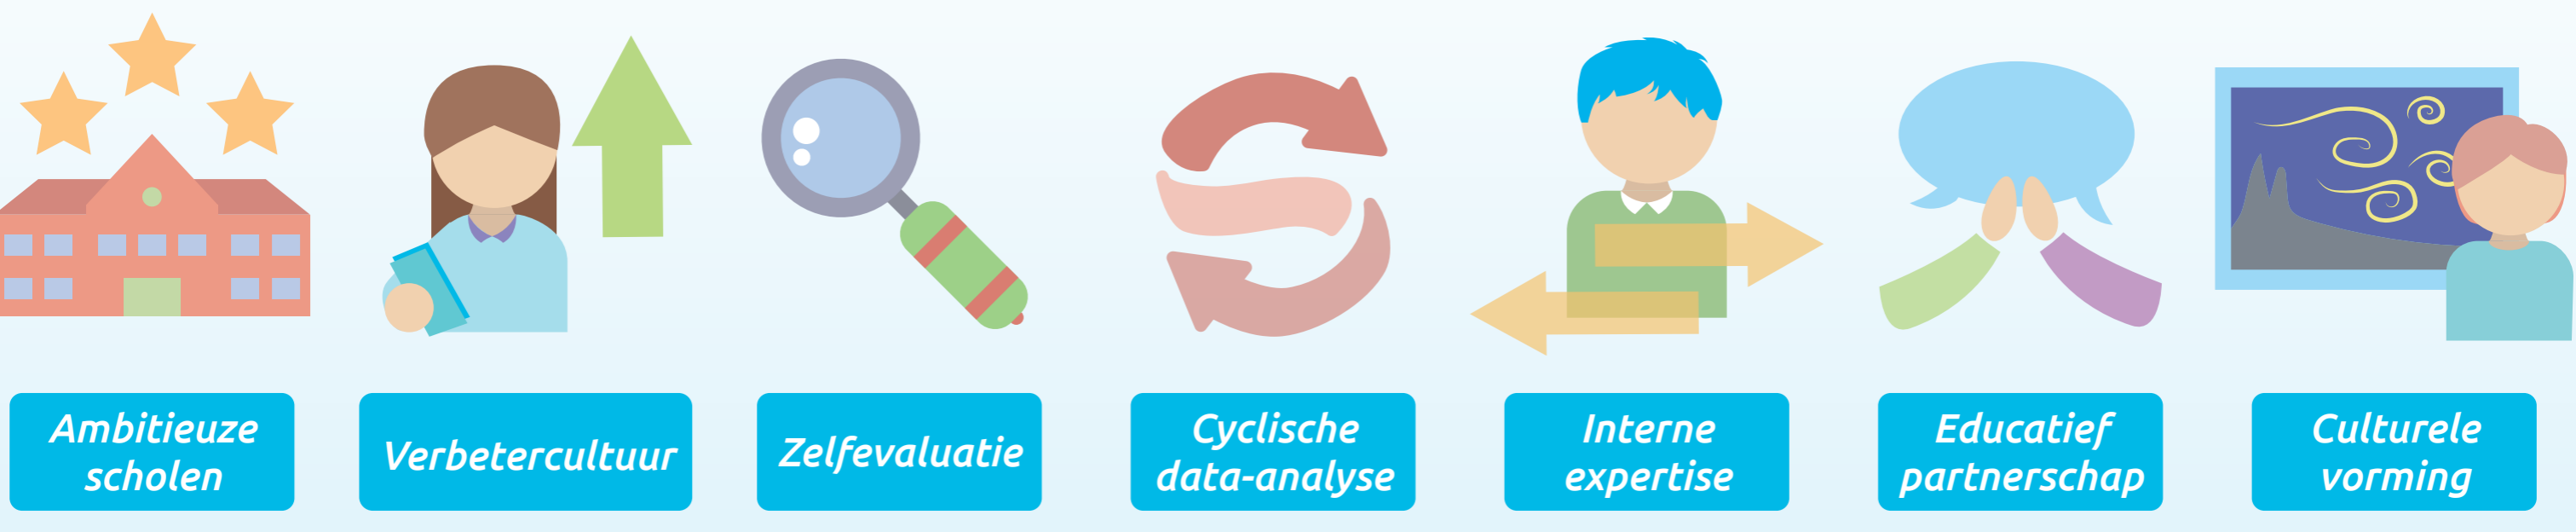 Ambitieuze
scholen
Verbetercultuur
Zelfevaluatie
Cyclische
data-analyse
Interne
expertise
Educatief
partnerschap
Culturele
vorming